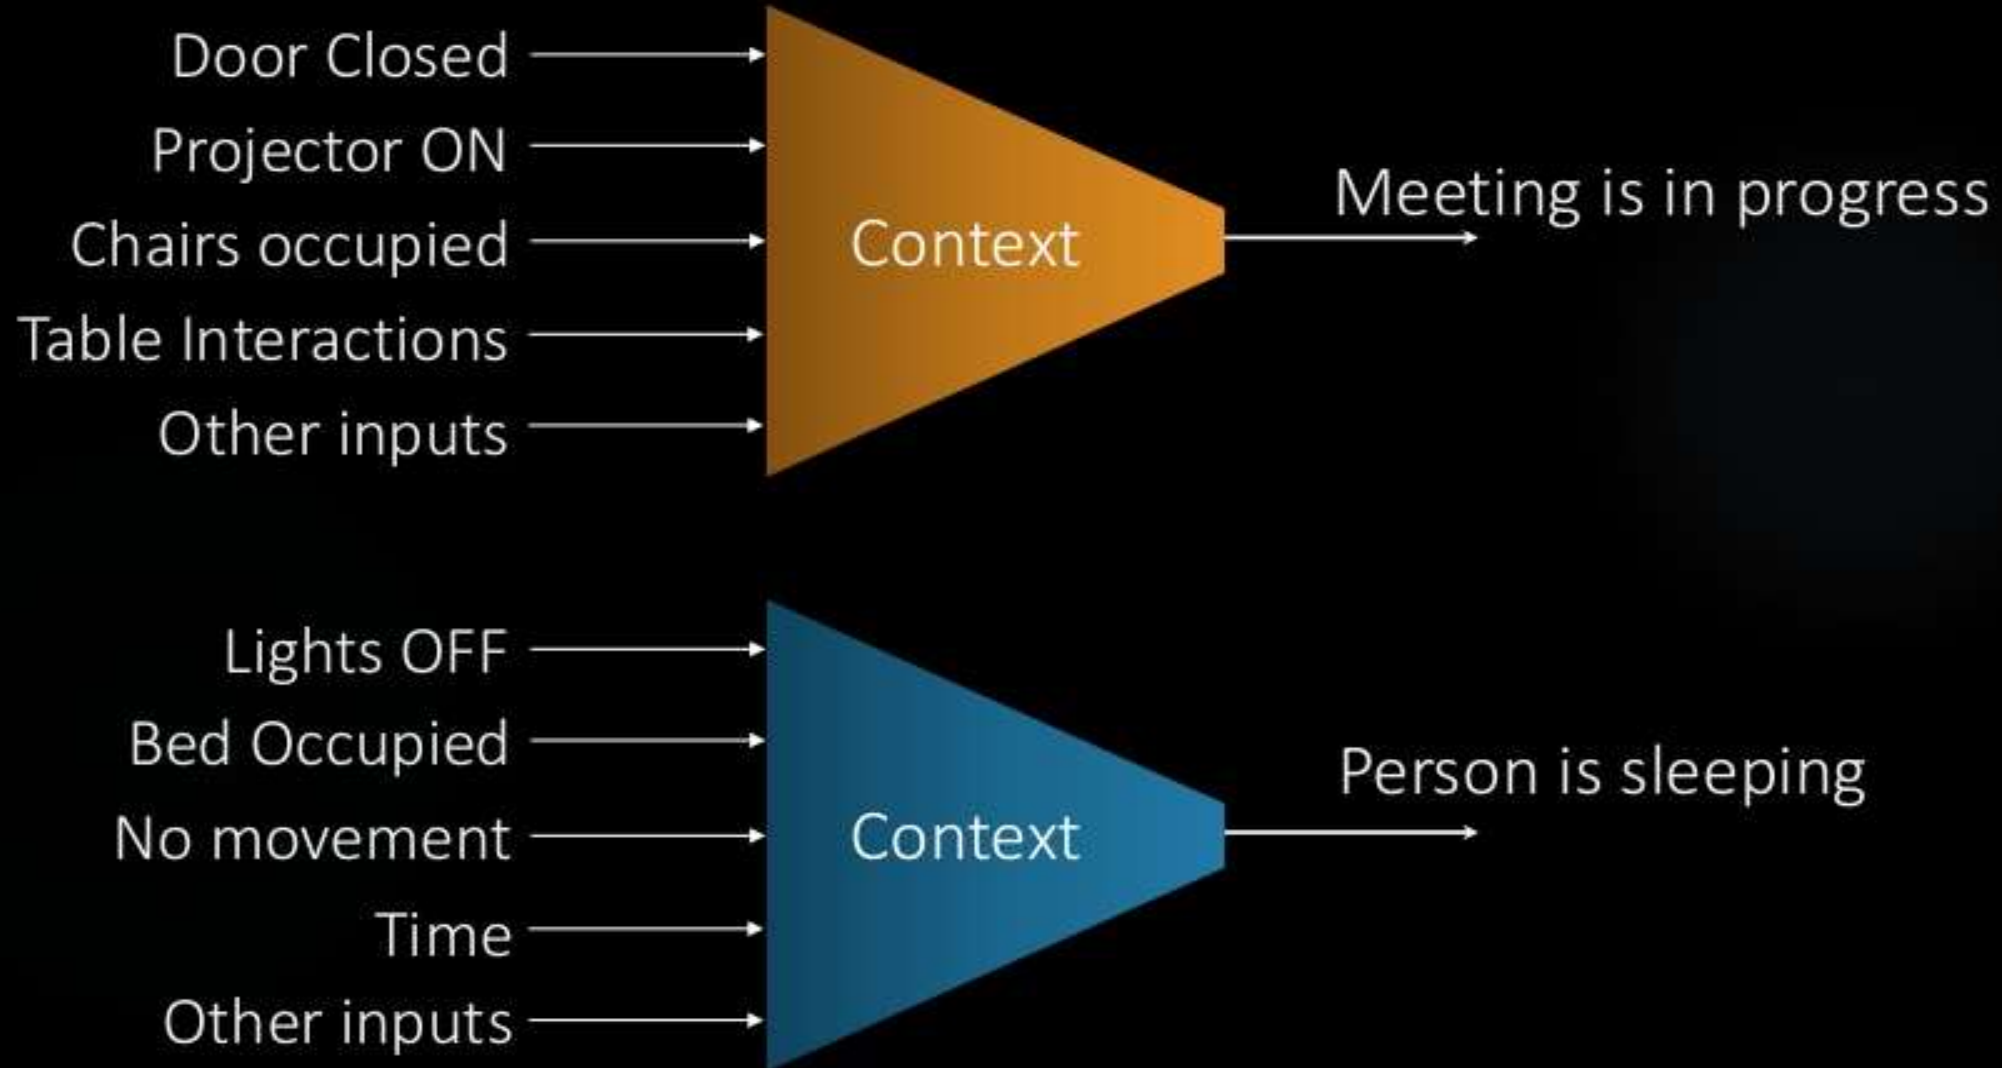 Door Closed
Projector ON
Chairs occupied
Table Interactions
Other inputs
Context
Meeting is in progress
Lights OFF
Bed Occupied
No movement
Time
Other inputs
Context
Person is sleeping